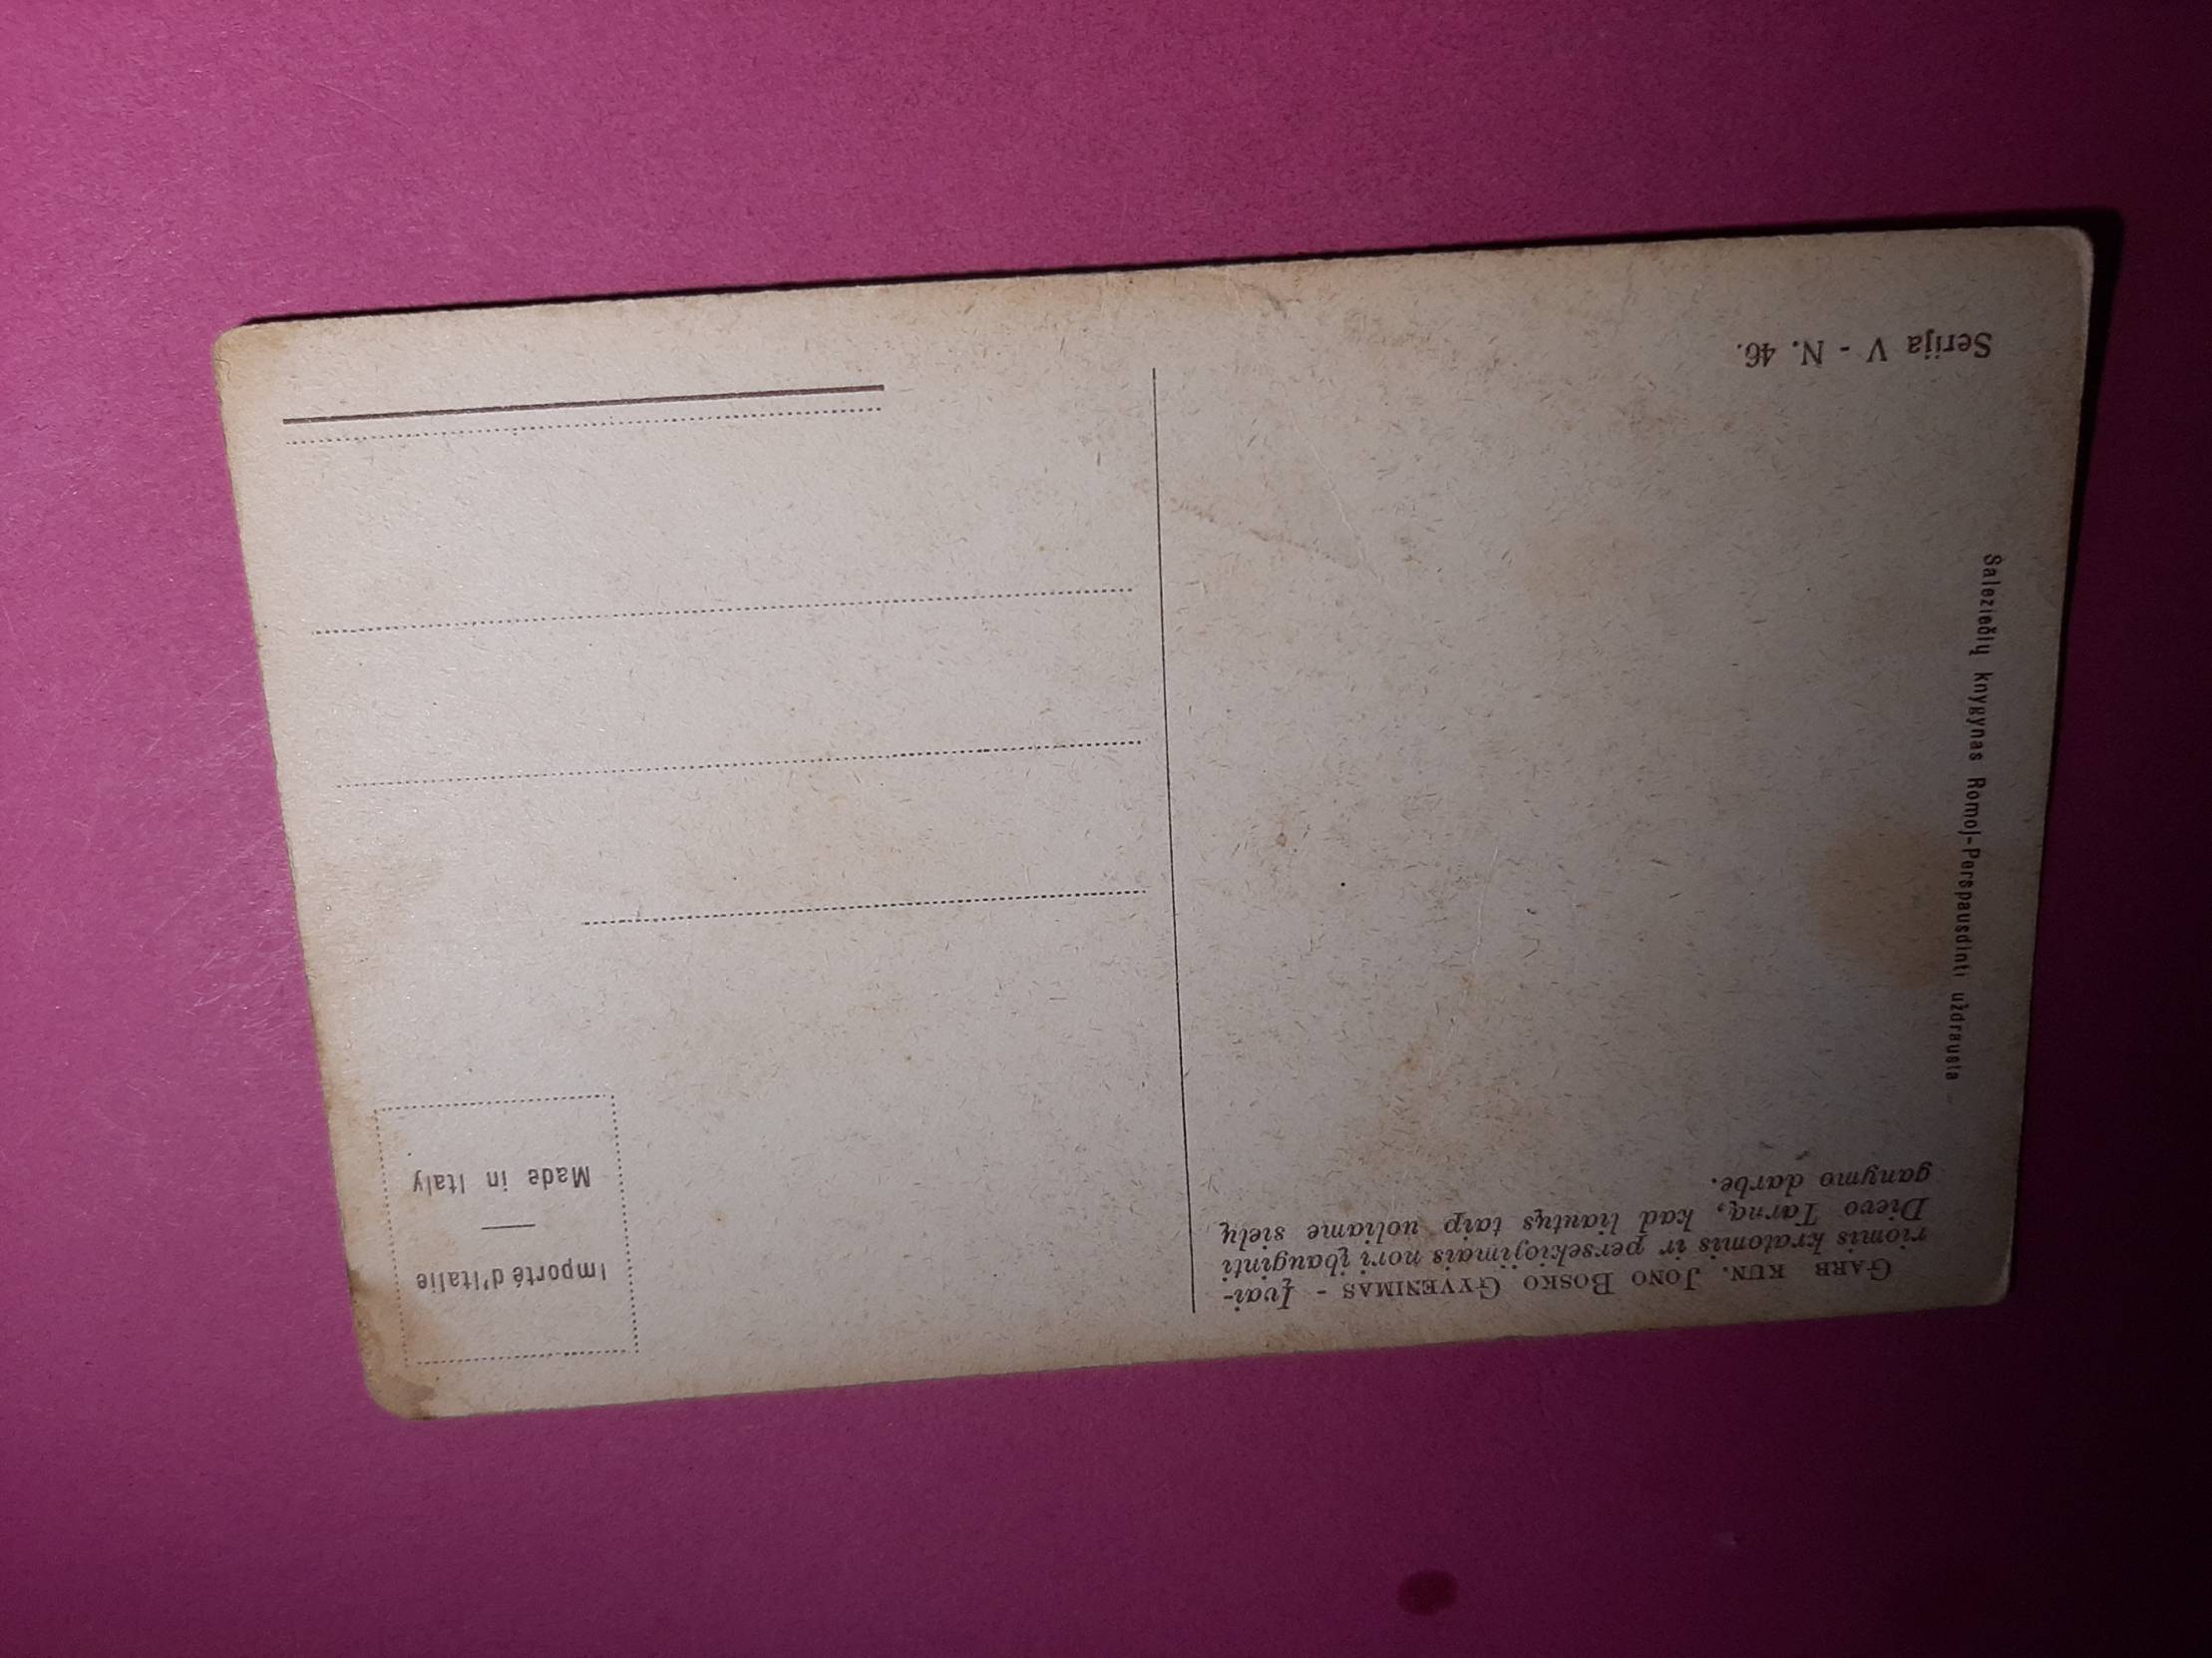 GARB KUN. JONO BOSKO GYVENIMAS - Įvai-
riomis kratomis ir persekiojimais nori įbauginti
Dievo Tarną, kad liautųs taip uoliame sielų
ganymo darbe.
Importé d'Italie
Made in Italy
Saleziečių knygynas Romoj-Perspausdinti uždrausta
Serija V - N. 46.